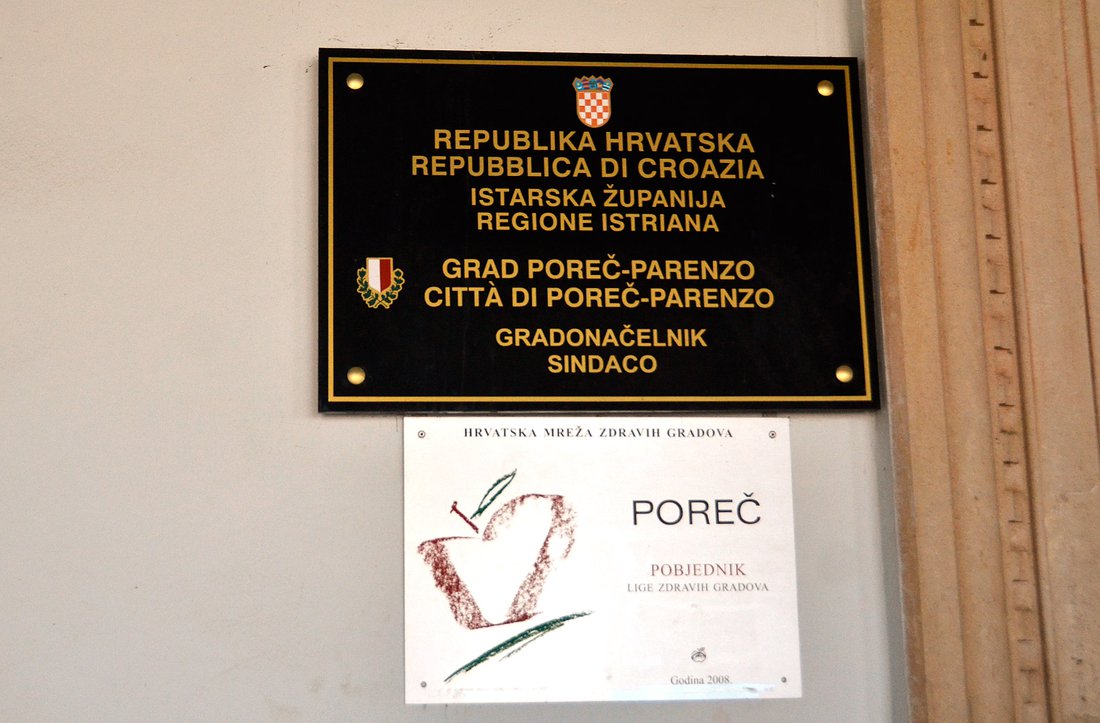 REPUBLIKA HRVATSKA
REPUBBLICA DI CROAZIA
ISTARSKA ŽUPANIJA
REGIONE ISTRIANA
GRAD POREČ-PARENZO
CITTÀ DI POREČ-PARENZO
GRADONAČELNIK
SINDACO
HRVATSKA MREŽA ZDRAVIH GRADOVA
POREČ
POBJEDNIK
LIGE ZDRAVIH GRADOVA
Godina 2008.